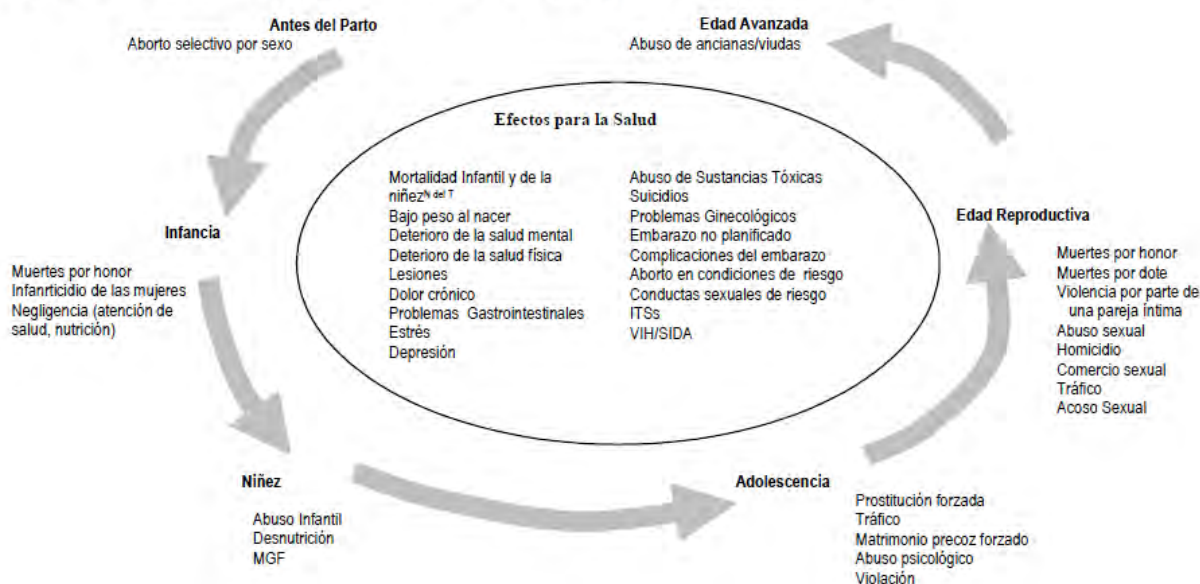 Antes del Parto
Aborto selectivo por sexo
Edad Avanzada
Abuso de ancianas/viudas
Efectos para la Salud
Mortalidad Infantil y de la
niñez N del T
Bajo peso al nacer
Deterioro de la salud mental
Deterioro de la salud física
Lesiones
Dolor crónico
Problemas Gastrointestinales
Estrés
Depresión
Abuso de Sustancias Tóxicas
Suicidios
Problemas Ginecológicos
Embarazo no planificado
Complicaciones del embarazo
Aborto en condiciones de riesgo
Conductas sexuales de riesgo
ITSs
VIH/SIDA
Infancia
Muertes por honor
Infanrticidio de las mujeres
Negligencia (atención de
salud, nutrición)
Niñez
Abuso Infantil
Desnutrición
MGF
Adolescencia
Prostitución forzada
Tráfico
Matrimonio precoz forzado
Abuso psicológico
Violación
Edad Reproductiva
Muertes por honor
Muertes por dote
Violencia por parte de
una pareja íntima
Abuso sexual
Homicidio
Comercio sexual
Tráfico
Acoso Sexual